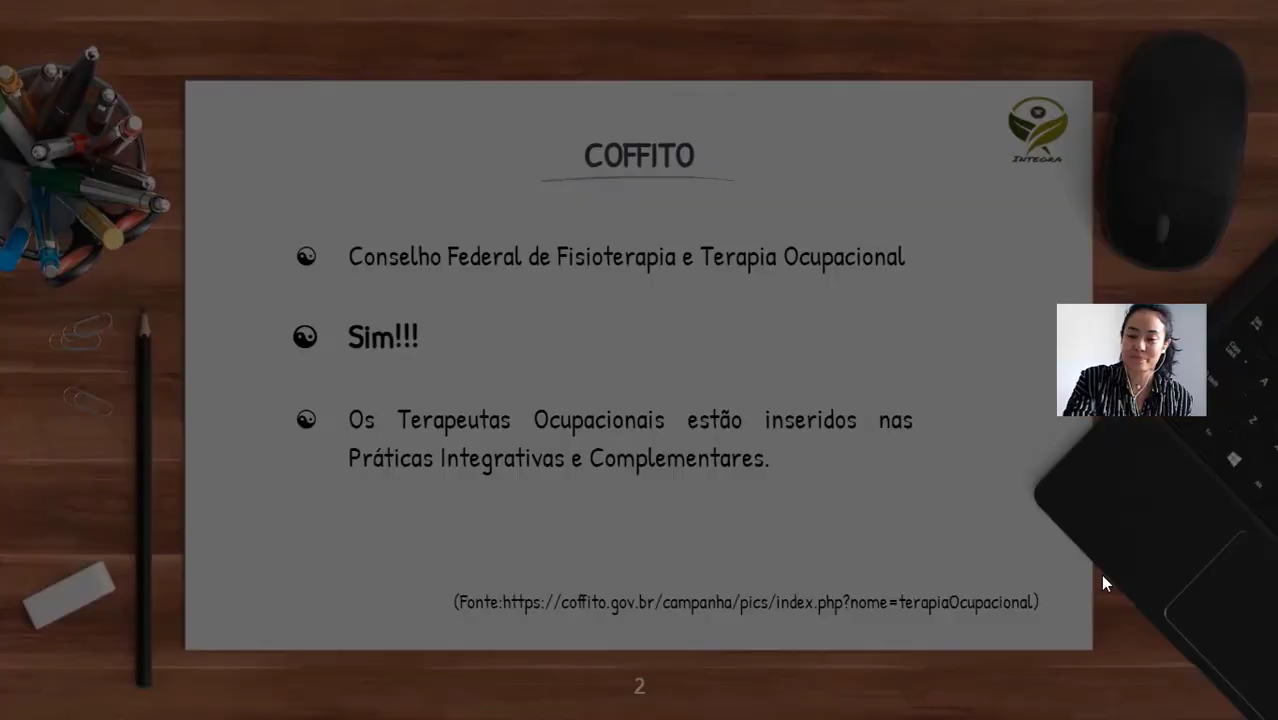 INTEGRA
COFFITO
Conselho Federal de Fisioterapia e Terapia Ocupacional
Sim!!!
Os Terapeutas Ocupacionais estão inseridos nas
Práticas Integrativas e Complementares.
(Fonte:https://coffito.gov.br/campanha/pics/index.php?nome=terapiaOcupacional)
2